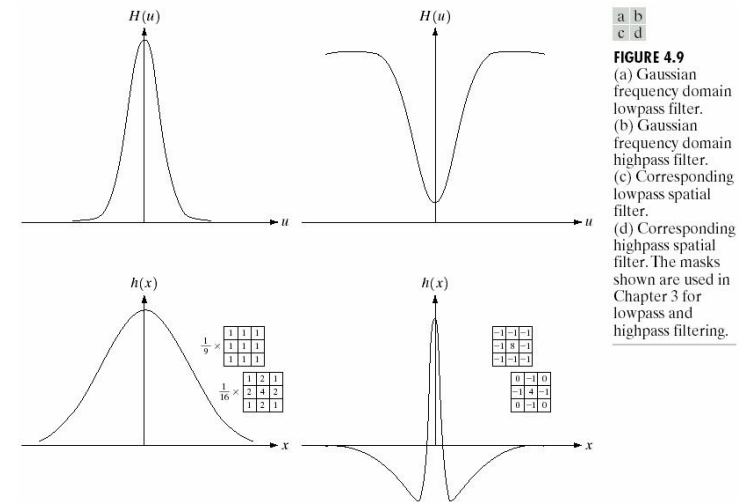 H(u)
u
H(u)
u
h(x)
1/9 ×
1 1 1
1 1 1
1 1 1
1/16 ×
1 2 1
2 4 2
1 2 1
x
h(x)
−1 −1 −1
−1 8 −1
−1 −1 −1
0 −1 0
−1 4 −1
0 −1 0
x
a b
c d
FIGURE 4.9
(a) Gaussian
frequency domain
lowpass filter.
(b) Gaussian
frequency domain
highpass filter.
(c) Corresponding
lowpass spatial
filter.
(d) Corresponding
highpass spatial
filter. The masks
shown are used in
Chapter 3 for
lowpass and
highpass filtering.